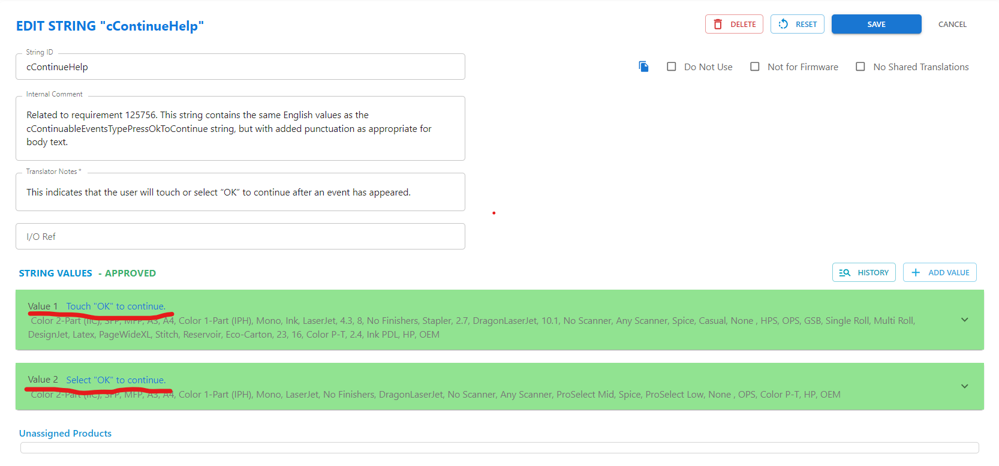 EDIT STRING "cContinueHelp"
DELETE
RESET
SAVE
CANCEL
String ID
cContinueHelp
Do Not Use
Not for Firmware
No Shared Translations
Internal Comment
Related to requirement 125756. This string contains the same English values as the
cContinuableEventsTypePressOkToContinue string, but with added punctuation as appropriate for
body text.
Translator Notes *
This indicates that the user will touch or select “OK” to continue after an event has appeared.
I/O Ref
STRING VALUES - APPROVED
HISTORY
ADD VALUE
Value 1 Touch "OK" to continue.
Color 2-Part (IIC), SFP, MFP, A3, A4, Color 1-Part (IPH), Mono, Ink, LaserJet, 4.3, 8, No Finishers, Stapler, 2.7, DragonLaserJet, 10.1, No Scanner, Any Scanner, Spice, Casual, None , HPS, OPS, GSB, Single Roll, Multi Roll,
DesignJet, Latex, PageWideXL, Stitch, Reservoir, Eco-Carton, 23, 16, Color P-T, 2.4, Ink PDL, HP, OEM
Value 2 Select "OK" to continue.
Color 2-Part (IIC), SFP, MFP, A3, A4, Color 1-Part (IPH), Mono, LaserJet, No Finishers, DragonLaserJet, No Scanner, Any Scanner, ProSelect Mid, Spice, ProSelect Low, None , OPS, Color P-T, HP, OEM
Unassigned Products